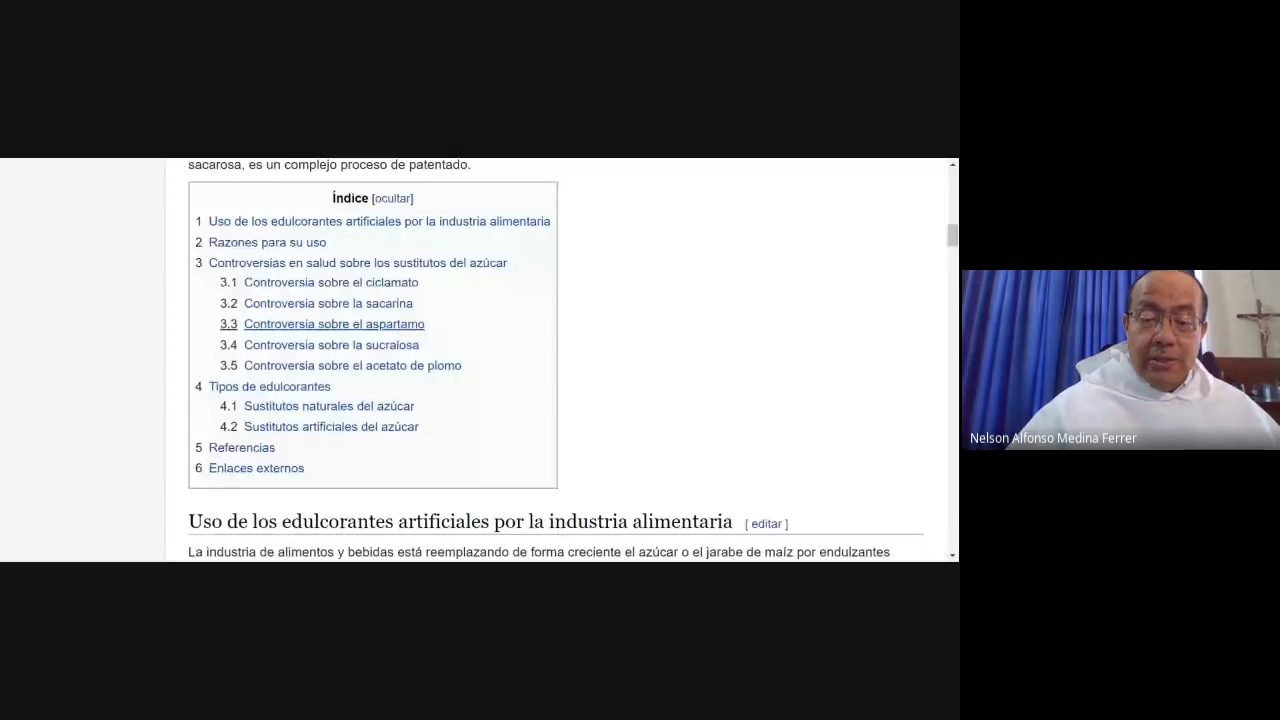 sacarosa, es un complejo proceso de patentado.
Índice [ocultar]
1 Uso de los edulcorantes artificiales por la industria alimentaria
2 Razones para su uso
3 Controversias en salud sobre los sustitutos del azúcar
3.1 Controversia sobre el ciclamato
3.2 Controversia sobre la sacarina
3.3 Controversia sobre el aspartamo
3.4 Controversia sobre la sucralosa
3.5 Controversia sobre el acetato de plomo
4 Tipos de edulcorantes
4.1 Sustitutos naturales del azúcar
4.2 Sustitutos artificiales del azúcar
5 Referencias
6 Enlaces externos
Uso de los edulcorantes artificiales por la industria alimentaria [ editar ]
La industria de alimentos y bebidas está reemplazando de forma creciente el azúcar o el jarabe de maíz por endulzantes
Nelson Alfonso Medina Ferrer